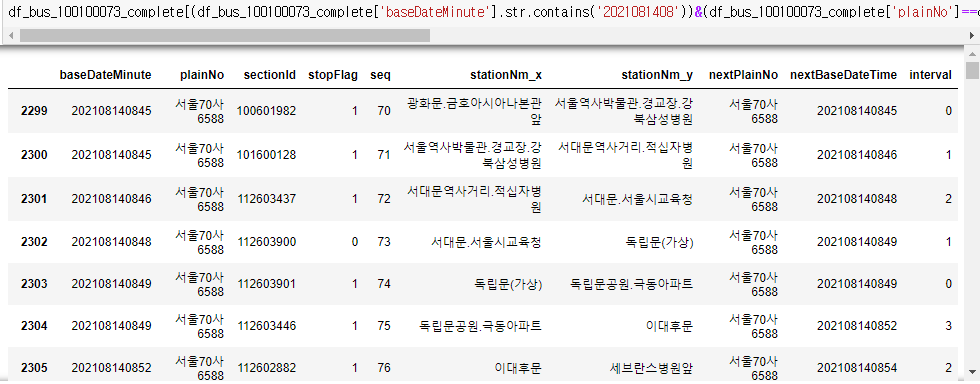 df_bus_100100073_complete[(df_bus_100100073_complete['baseDateMinute'].str.contains('2021081408'))&(df_bus_100100073_complete['plainNo']==
baseDateMinute plainNo sectionId stopFlag seq stationNm_x stationNm_y nextPlainNo nextBaseDateTime interval
2299 202108140845 서울70사6588 100601982 1 70 광화문.금호아시아나본관앞 서울역사박물관.경교장.강북삼성병원 서울70사6588 202108140845 0
2300 202108140845 서울70사6588 101600128 1 71 서울역사박물관.경교장.강북삼성병원 서대문역사거리.적십자병원 서울70사6588 202108140846 1
2301 202108140846 서울70사6588 112603437 1 72 서대문역사거리.적십자병원 서대문.서울시교육청 서울70사6588 202108140848 2
2302 202108140848 서울70사6588 112603900 0 73 서대문.서울시교육청 독립문(가상) 서울70사6588 202108140849 1
2303 202108140849 서울70사6588 112603901 1 74 독립문(가상) 독립문공원.극동아파트 서울70사6588 202108140849 0
2304 202108140849 서울70사6588 112603446 1 75 독립문공원.극동아파트 이대후문 서울70사6588 202108140852 3
2305 202108140852 서울70사6588 112602882 1 76 이대후문 세브란스병원앞 서울70사6588 202108140854 2